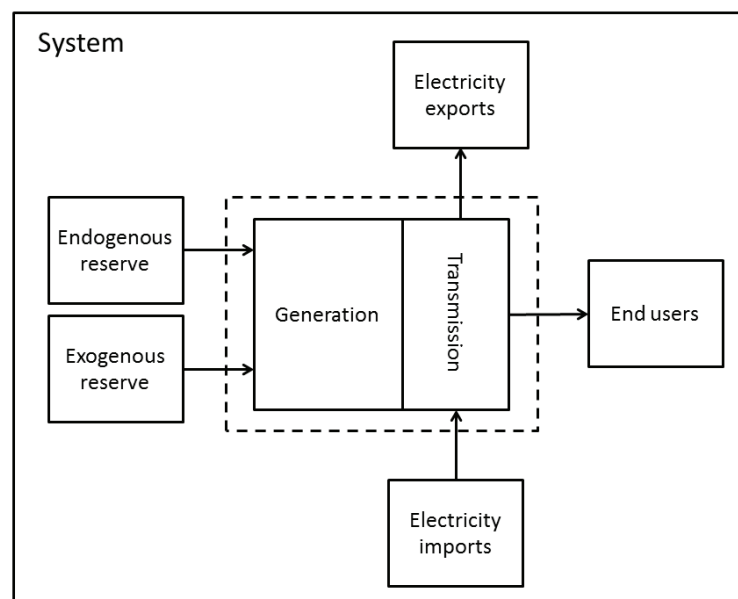 System
Electricity
exports
Endogenous
reserve
Generation
Transmission
End users
Exogenous
reserve
Electricity
imports